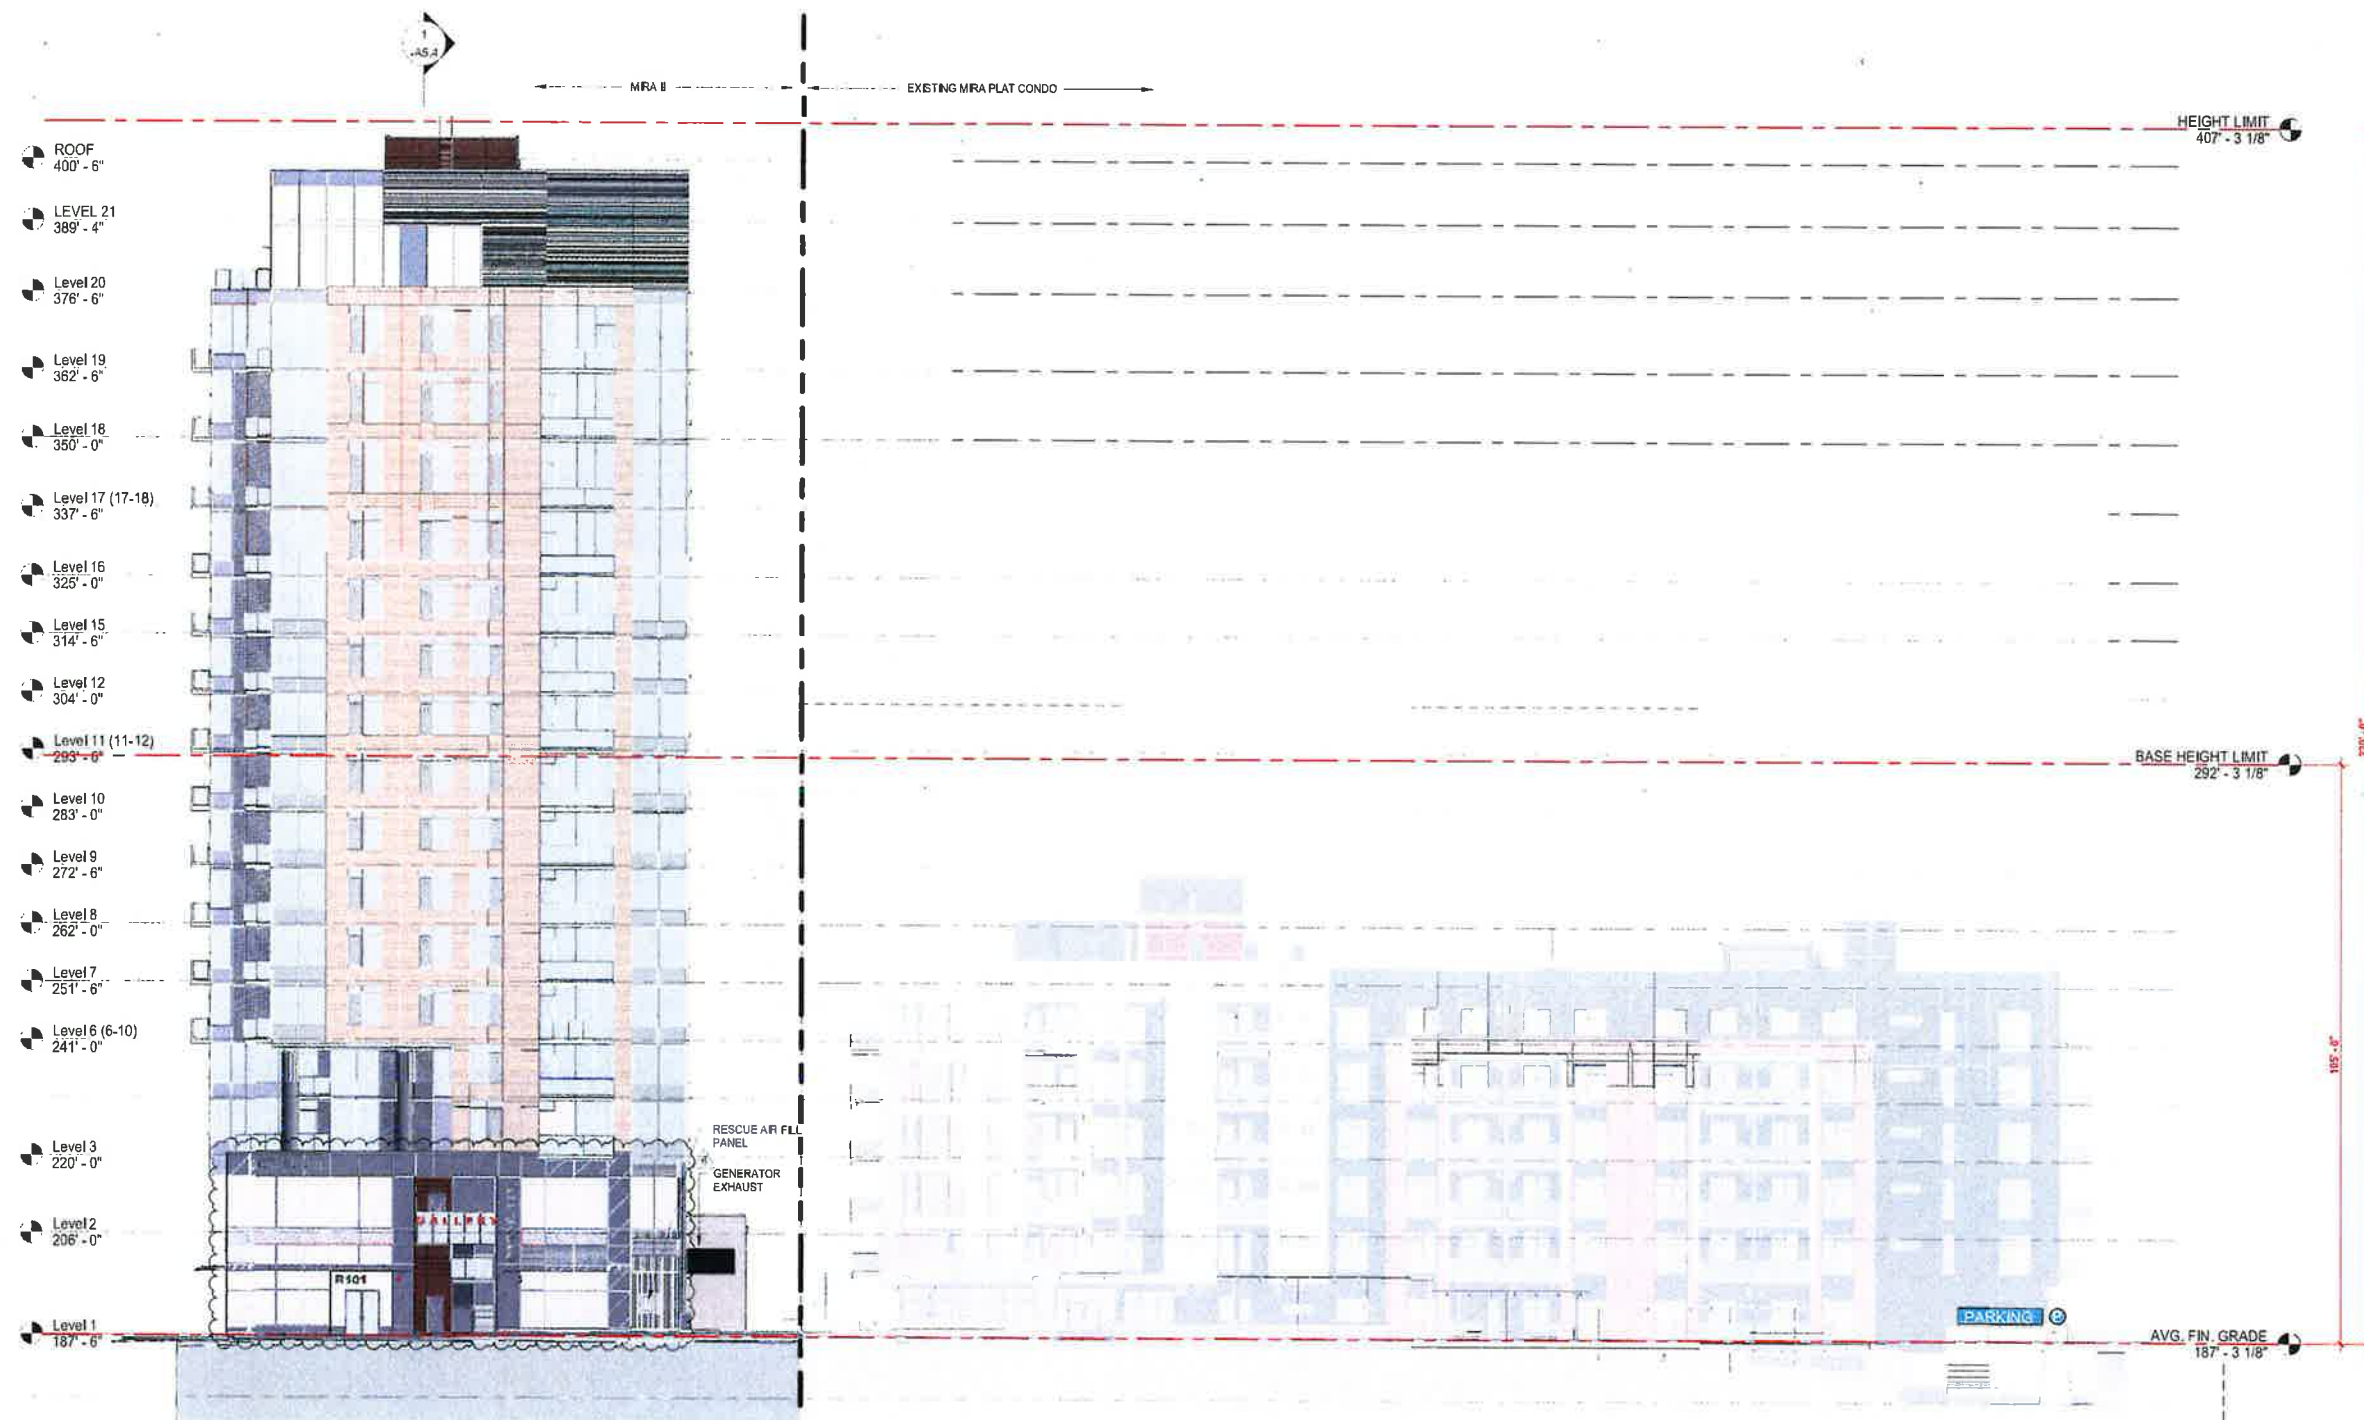 1
A5.4
MIRA II
EXISTING MIRA PLAT CONDO
HEIGHT LIMIT
407' - 3 1/8"
ROOF
400' - 6"
LEVEL 21
389' - 4"
Level 20
376' - 6"
Level 19
362' - 6"
Level 18
350' - 0"
Level 17 (17-18)
337' - 6"
Level 16
325' - 0"
Level 15
314' - 6"
Level 12
304' - 0"
Level 11 (11-12)
293' - 6"
BASE HEIGHT LIMIT
292' - 3 1/8"
Level 10
283' - 0"
Level 9
272' - 6"
Level 8
262' - 0"
Level 7
251' - 6"
Level 6 (6-10)
241' - 0"
105' - 0"
RESCUE AIR FILL
PANEL
Level 3
220' - 0"
GENERATOR
EXHAUST
GALLERY
Level 2
206' - 0"
R101
PARKING
Level 1
187' - 6"
AVG. FIN. GRADE
187' - 3 1/8"